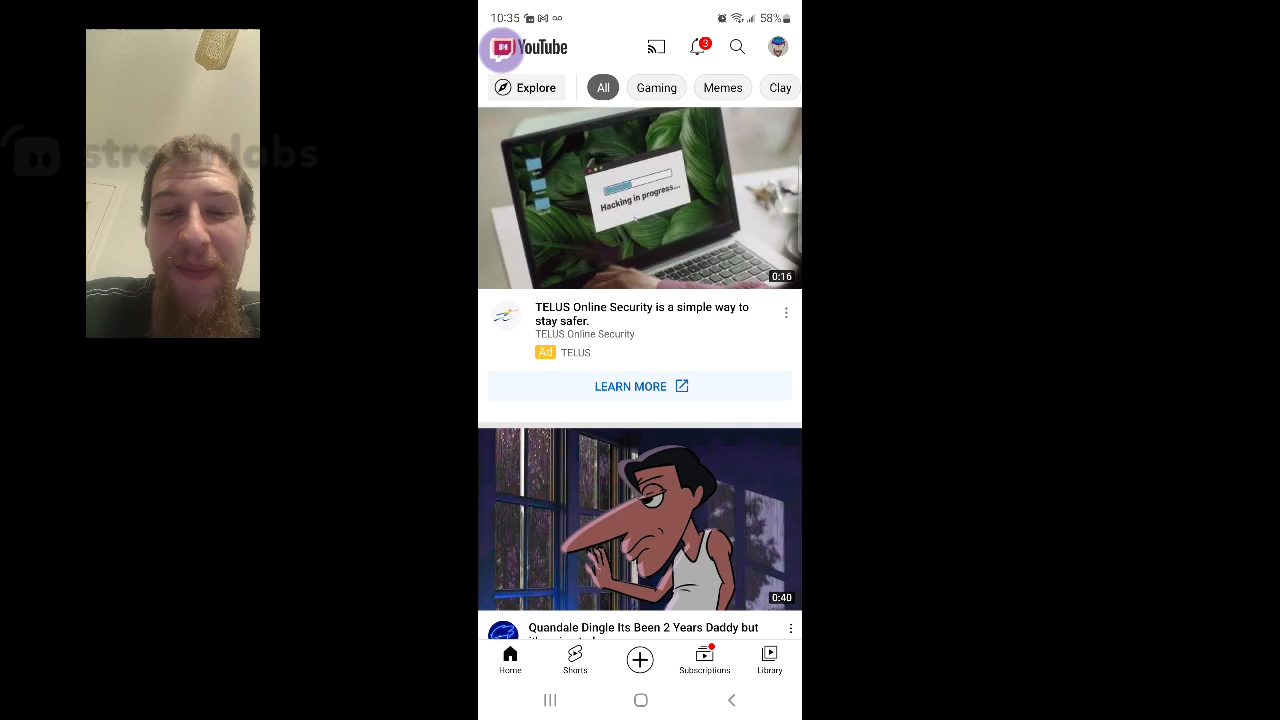 10:35
58%
YouTube
3
Explore
All
Gaming
Memes
Clay
Hacking in progress...
0:16
TELUS Online Security is a simple way to
stay safer.
TELUS Online Security
Ad TELUS
LEARN MORE
0:40
Quandale Dingle Its Been 2 Years Daddy but
Home
Shorts
Subscriptions
Library
streamlabs